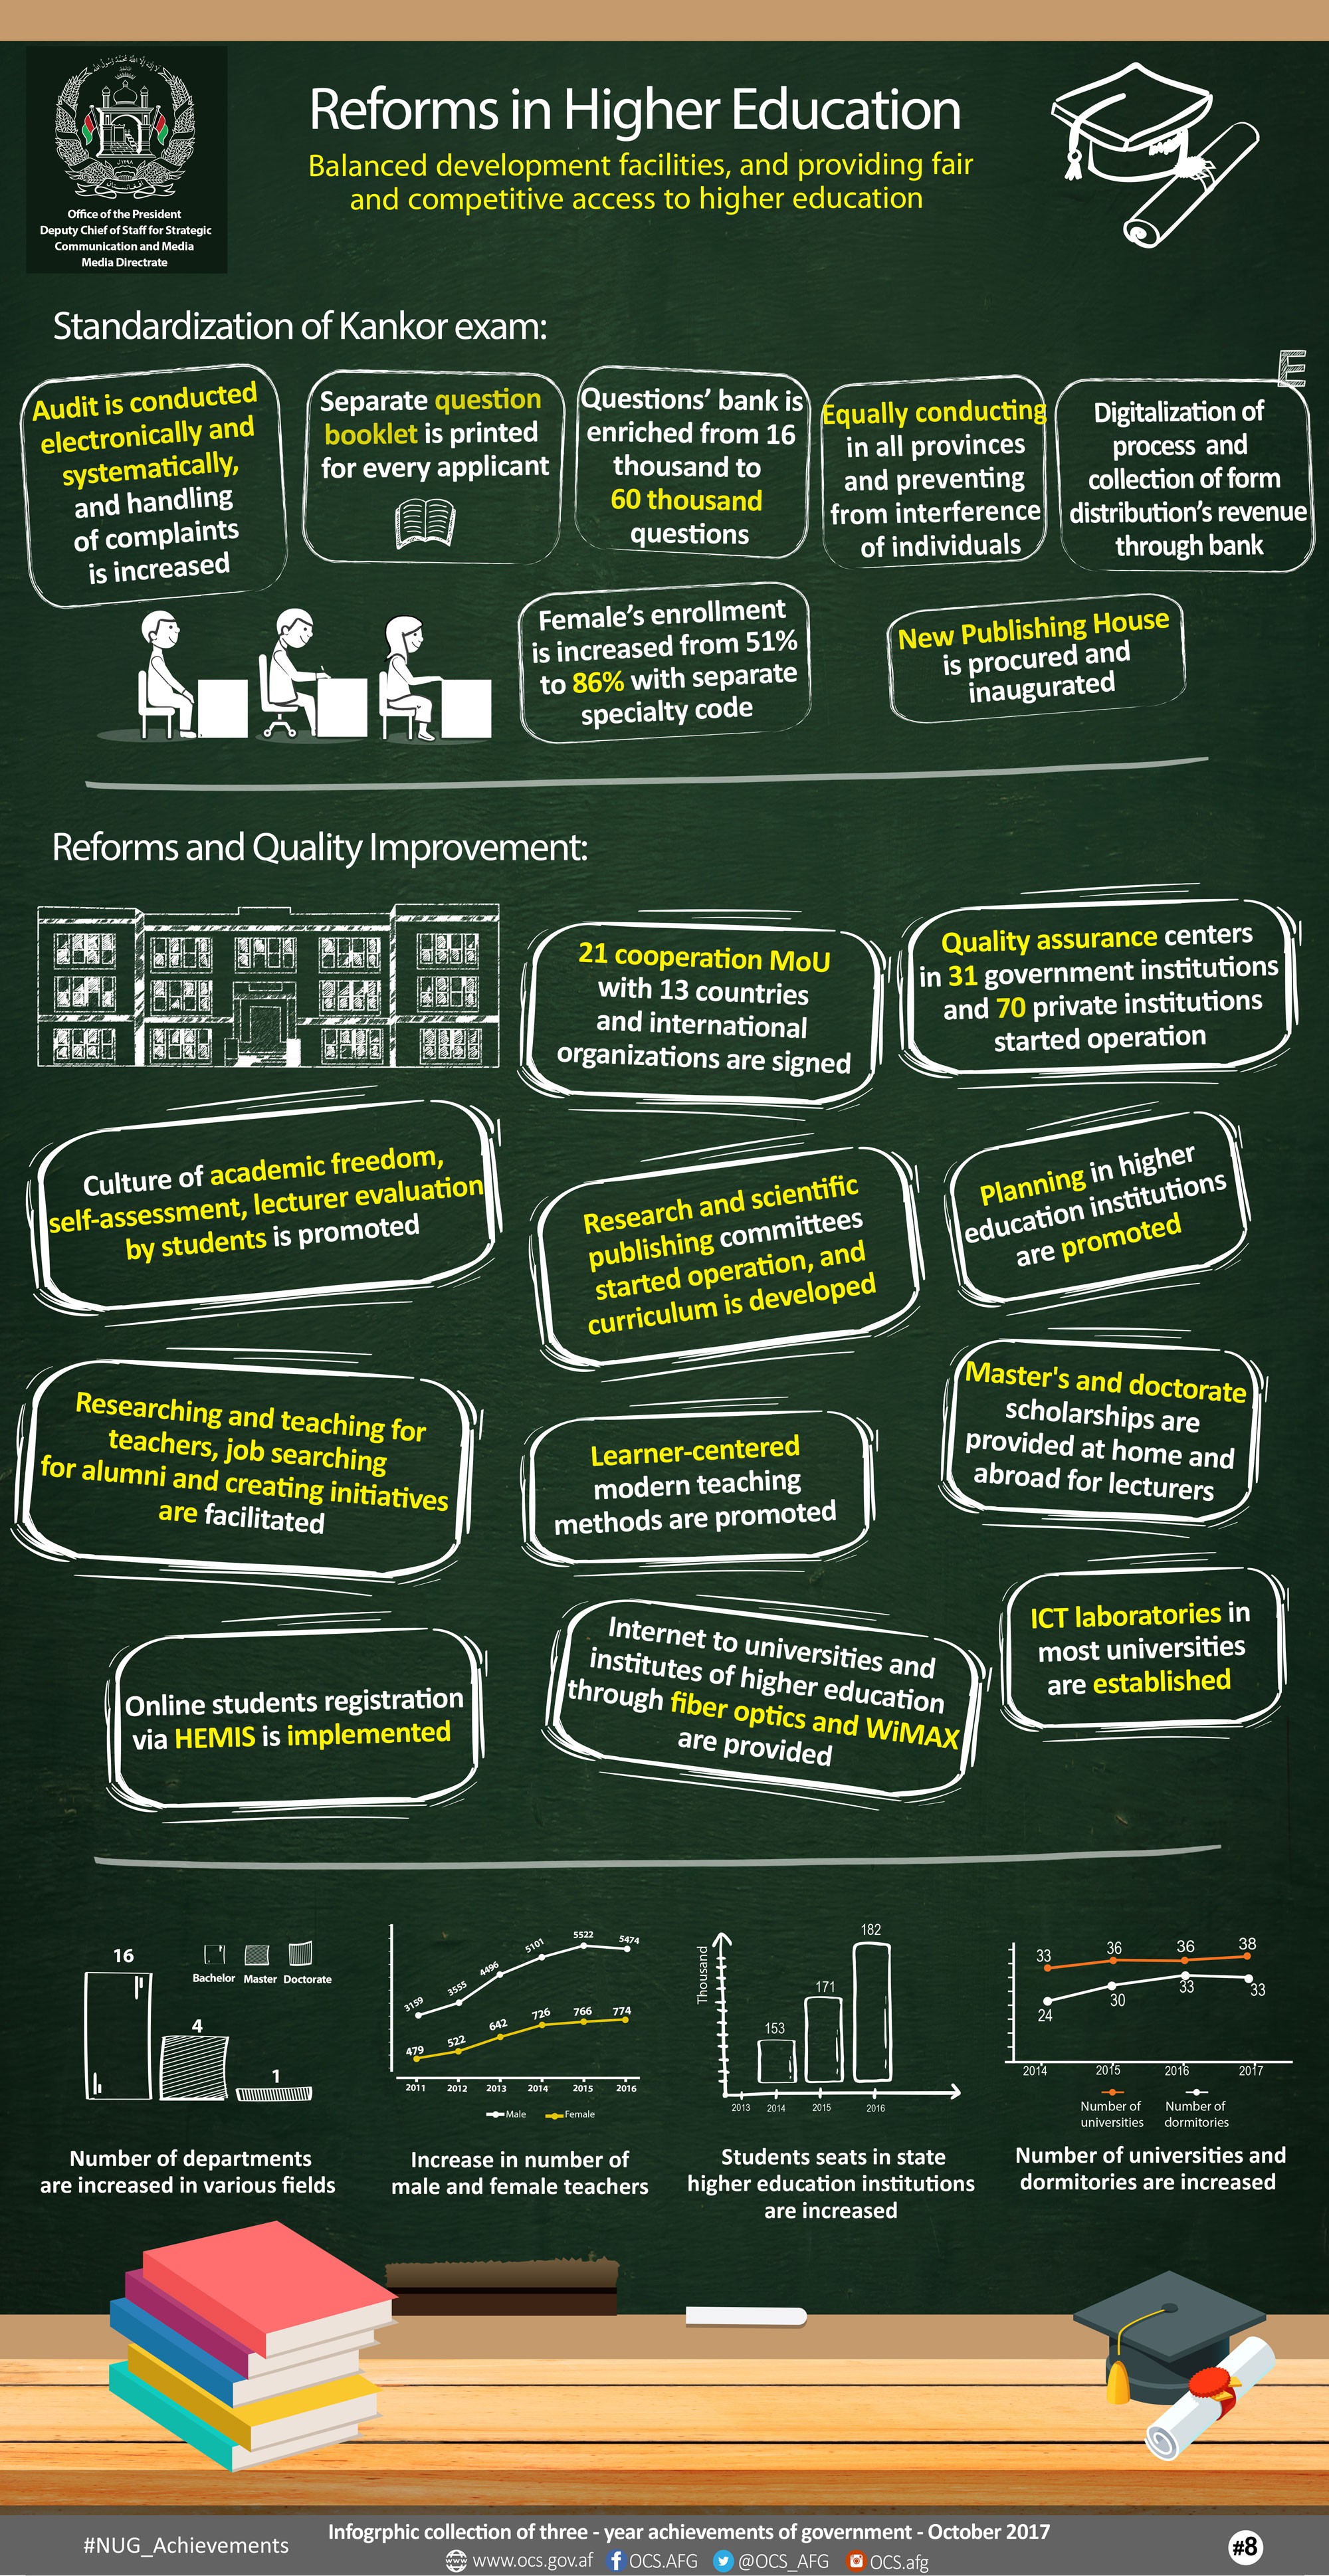 Office of the President
Deputy Chief of Staff for Strategic
Communication and Media
Media Directrate
Reforms in Higher Education
Balanced development facilities, and providing fair
and competitive access to higher education
Standardization of Kankor exam:
Audit is conducted
electronically and
systematically,
and handling
of complaints
is increased
Separate question
booklet is printed
for every applicant
Questions' bank is
enriched from 16
thousand to
60 thousand
questions
Equally conducting
in all provinces
and preventing
from interference
of individuals
E
Digitalization of
process and
collection of form
distribution's revenue
through bank
Female's enrollment
is increased from 51%
to 86% with separate
specialty code
New Publishing House
is procured and
inaugurated
Reforms and Quality Improvement:
21 cooperation MoU
with 13 countries
and international
organizations are signed
Quality assurance centers
in 31 government institutions
and 70 private institutions
started operation
Culture of academic freedom,
self-assessment, lecturer evaluation
by students is promoted
Research and scientific
publishing committees
started operation, and
curriculum is developed
Planning in higher
education institutions
are promoted
Researching and teaching for
teachers, job searching
for alumni and creating initiatives
are facilitated
Learner-centered
modern teaching
methods are promoted
Master's and doctorate
scholarships are
provided at home and
abroad for lecturers
Online students registration
via HEMIS is implemented
Internet to universities and
institutes of higher education
through fiber optics and WiMAX
are provided
ICT laboratories in
most universities
are established
16
4
1
Bachelor Master Doctorate
Number of departments
are increased in various fields
3159 3555 4496 5101 5522 5474
479 522 642 726 766 774
2011 2012 2013 2014 2015 2016
Male Female
Increase in number of
male and female teachers
Thousand
153 171 182
2013 2014 2015 2016
Students seats in state
higher education institutions
are increased
33 36 36 38
24 30 33 33
2014 2015 2016 2017
Number of
universities
Number of
dormitories
Number of universities and
dormitories are increased
#NUG_Achievements
Infogrphic collection of three - year achievements of government - October 2017
www.ocs.gov.af OCS.AFG @OCS_AFG OCS.afg
#8